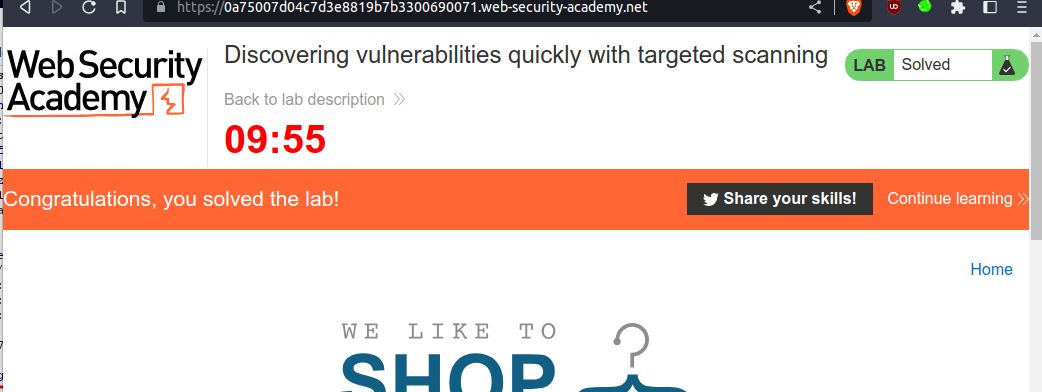 https://0a75007d04c7d3e8819b7b3300690071.web-security-academy.net
Web Security
Academy
Discovering vulnerabilities quickly with targeted scanning
LAB Solved
Back to lab description
09:55
Congratulations, you solved the lab!
Share your skills!
Continue learning
Home
WE LIKE TO
SHOP